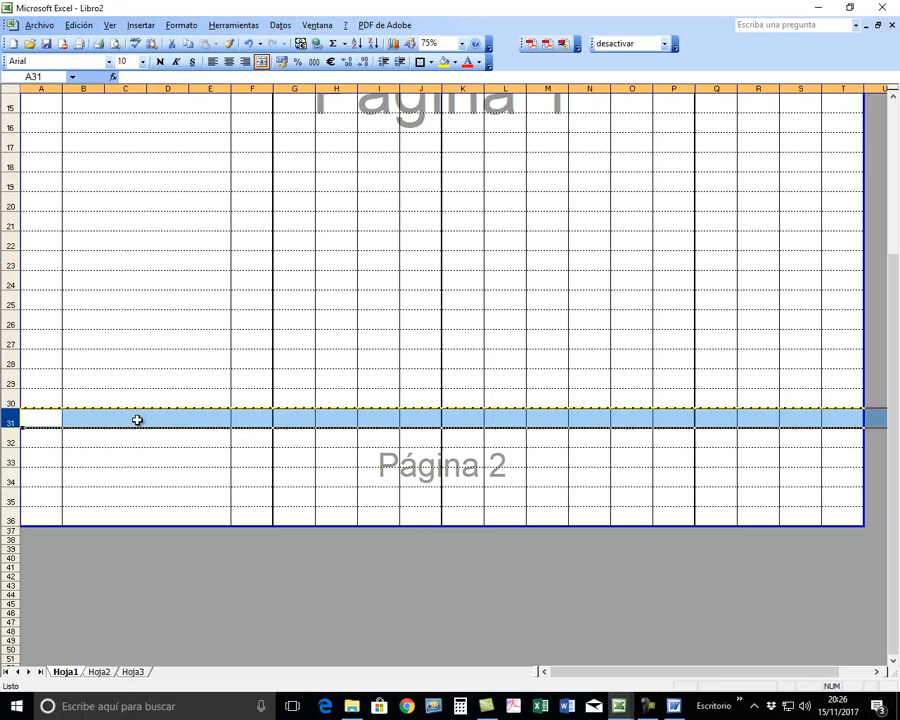 Microsoft Excel - Libro2
Archivo Edición Ver Insertar Formato Herramientas Datos Ventana ? PDF de Adobe
Escriba una pregunta
75%
desactivar
Arial 10 N K S
% 000 €
A31 fx
A B C D E F G H I J K L M N O P Q R S T U
Página 1
15
16
17
18
19
20
21
22
23
24
25
26
27
28
29
30
31
32
Página 2
33
34
35
36
37
38
39
40
41
42
43
44
45
46
47
48
49
50
51
Hoja1 Hoja2 Hoja3
Listo
NUM
Escribe aquí para buscar
Escritorio
20:26
15/11/2017
3